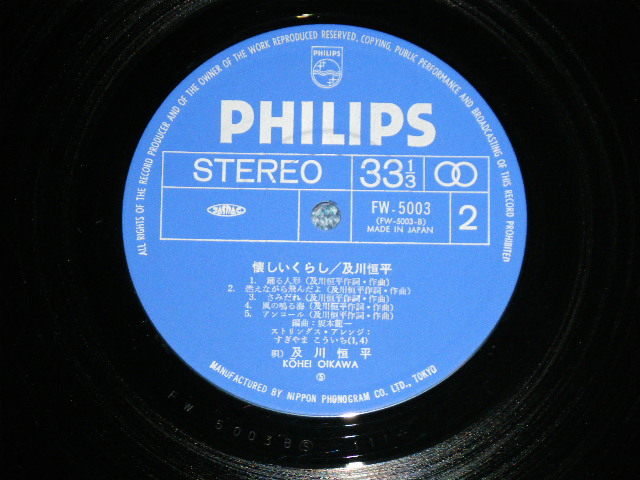 ALL RIGHTS OF THE RECORD PRODUCER AND OF THE OWNER OF THE WORK REPRODUCED RESERVED. COPYING, PUBLIC PERFORMANCE AND BROADCASTING OF THIS RECORD PROHIBITED
PHILIPS
PHILIPS
STEREO 33 1/3
FW-5003
(FW-5003-B)
MADE IN JAPAN
2
懐しいくらし/及川恒平
1. 踊る人形(及川恒平作詞・作曲)
2. 燃えながら飛んだよ(及川恒平作詞・作曲)
3. さみだれ(及川恒平作詞・作曲)
4. 風の鳴る海(及川恒平作詞・作曲)
5. アンコール(及川恒平作詞・作曲)
編曲:坂本龍一
ストリングス・アレンジ:
すぎやま こういち(1,4)
唄 及川恒平
KŌHEI OIKAWA
Ⓢ
MANUFACTURED BY NIPPON PHONOGRAM CO. LTD., TOKYO
FW 5003B